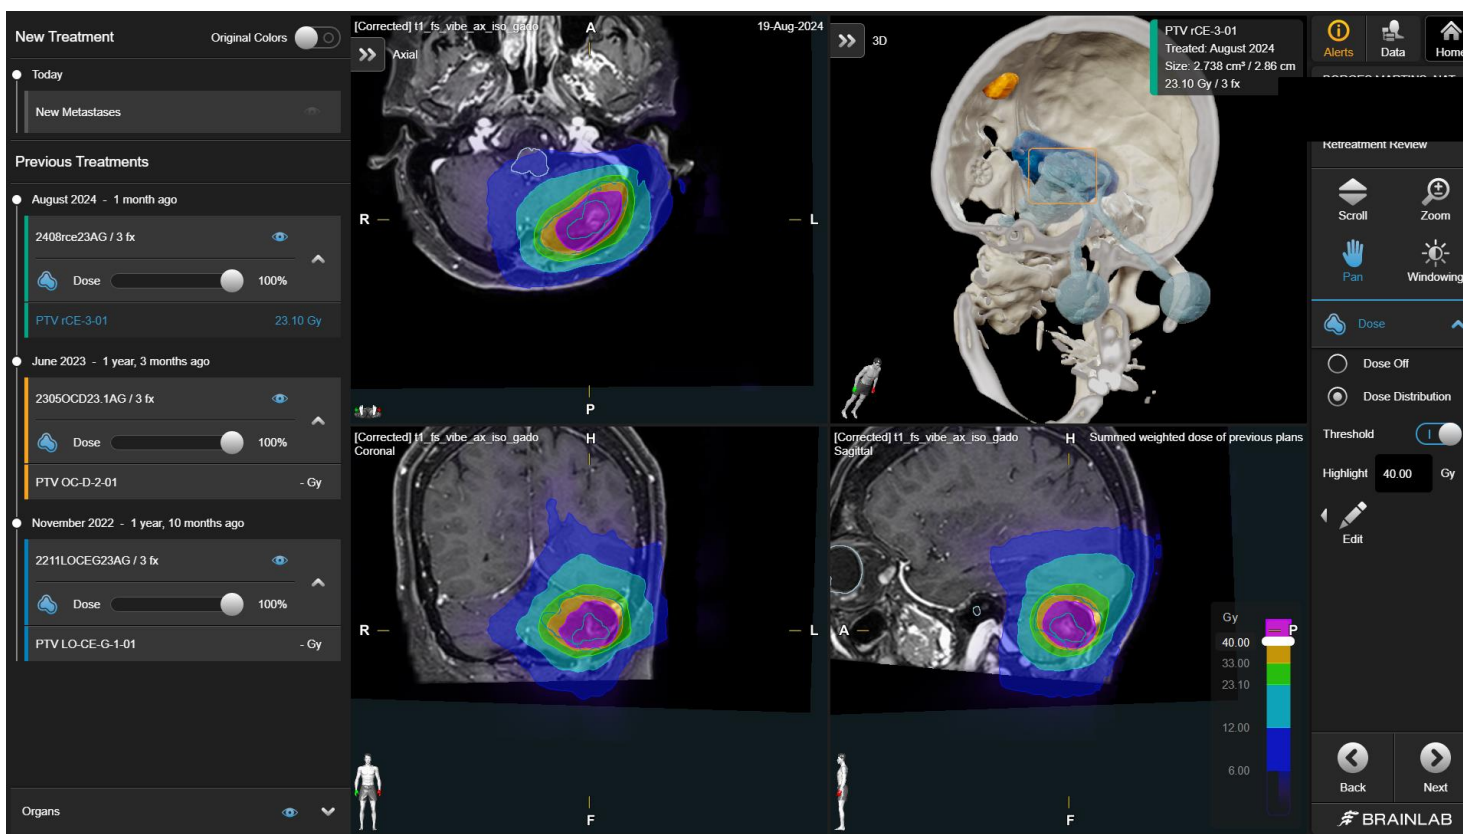 New Treatment
Original Colors
Today
New Metastases
Previous Treatments
August 2024 - 1 month ago
2408rce23AG / 3 fx
Dose
100%
PTV rCE-3-01
23.10 Gy
June 2023 - 1 year, 3 months ago
2305OCD23.1AG / 3 fx
Dose
100%
PTV OC-D-2-01
- Gy
November 2022 - 1 year, 10 months ago
2211LOCEG23AG / 3 fx
Dose
100%
PTV LO-CE-G-1-01
- Gy
Organs
[Corrected] t1_fs_vibe_ax_iso_gado
A
19-Aug-2024
Axial
R
L
P
3D
PTV rCE-3-01
Treated: August 2024
Size: 2.738 cm³ / 2.86 cm
23.10 Gy / 3 fx
[Corrected] t1_fs_vibe_ax_iso_gado
H
Coronal
R
L
F
[Corrected] t1_fs_vibe_ax_iso_gado
H
Summed weighted dose of previous plans
Sagittal
A
P
Gy
40.00
33.00
23.10
12.00
6.00
F
Alerts
Data
Home
Retreatment Review
Scroll
Zoom
Pan
Windowing
Dose
Dose Off
Dose Distribution
Threshold
Highlight
40.00
Gy
Edit
Back
Next
BRAINLAB